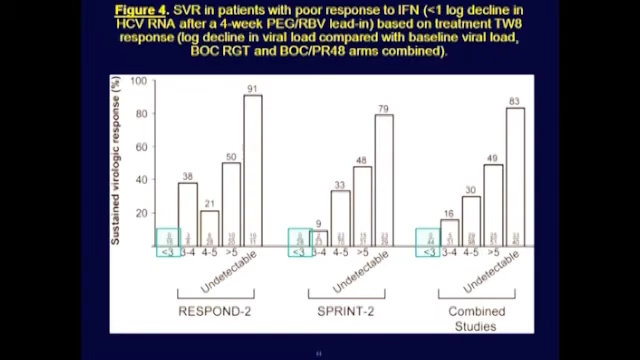 Figure 4. SVR in patients with poor response to IFN (<1 log decline in
HCV RNA after a 4-week PEG/RBV lead-in) based on treatment TW8
response (log decline in viral load compared with baseline viral load,
BOC RGT and BOC/PR48 arms combined).
Sustained virologic response (%)
100
80
60
40
20
38
21
50
91
9
33
48
79
16
30
49
83
<3 3-4 4-5 >5 Undetectable
<3 3-4 4-5 >5 Undetectable
<3 3-4 4-5 >5 Undetectable
RESPOND-2
SPRINT-2
Combined
Studies